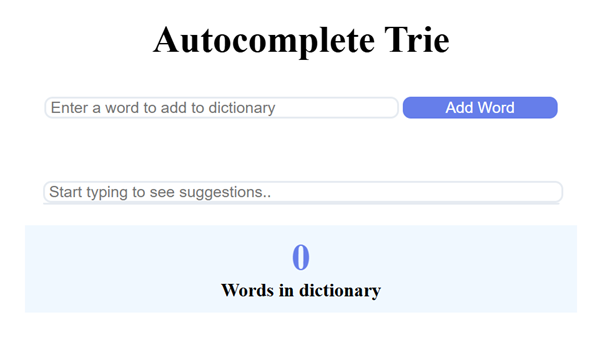 Autocomplete Trie
Enter a word to add to dictionary Add Word
Start typing to see suggestions..
0
Words in dictionary